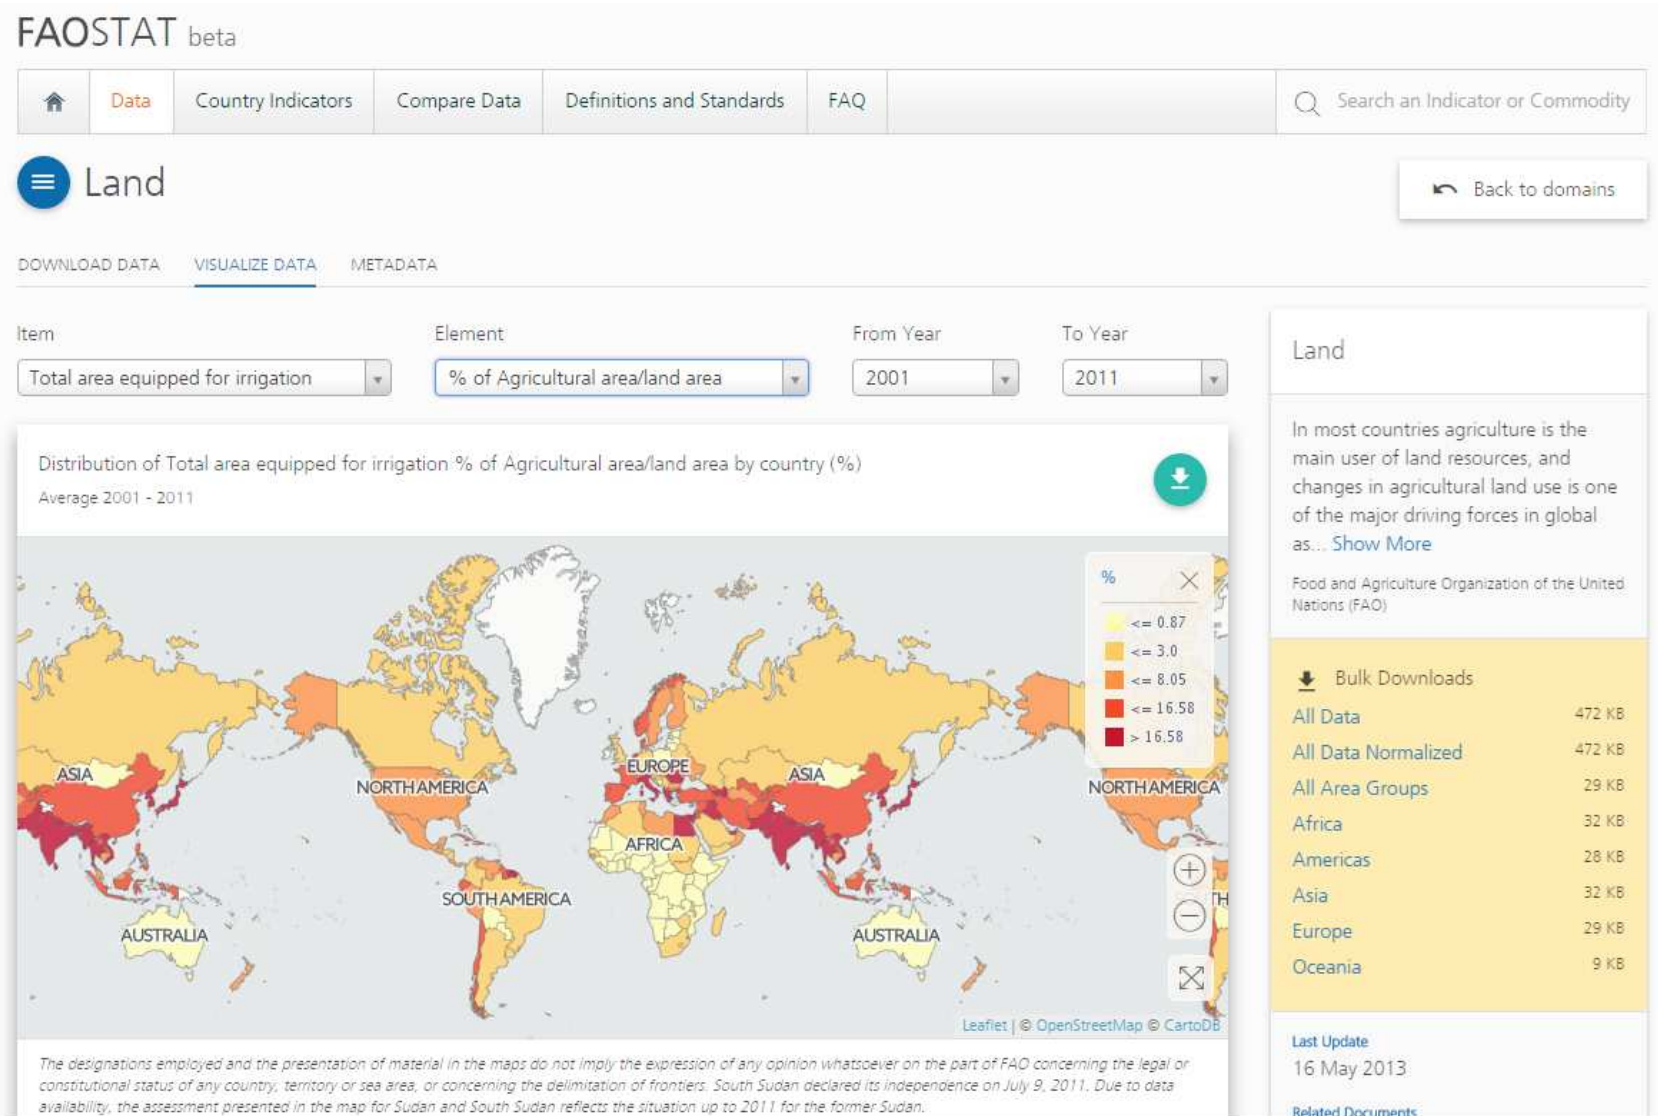 FAOSTAT beta
Data
Country Indicators
Compare Data
Definitions and Standards
FAQ
Search an Indicator or Commodity
Land
Back to domains
DOWNLOAD DATA
VISUALIZE DATA
METADATA
Item
Element
From Year
To Year
Total area equipped for irrigation
% of Agricultural area/land area
2001
2011
Distribution of Total area equipped for irrigation % of Agricultural area/land area by country (%)
Average 2001 - 2011
%
<= 0.87
<= 3.0
<= 8.05
<= 16.58
> 16.58
ASIA
NORTH AMERICA
EUROPE
ASIA
NORTH AMERICA
AFRICA
SOUTH AMERICA
TH
AUSTRALIA
AUSTRALIA
Leaflet | © OpenStreetMap © CartoDB
The designations employed and the presentation of material in the maps do not imply the expression of any opinion whatsoever on the part of FAO concerning the legal or
constitutional status of any country, territory or sea area, or concerning the delimitation of frontiers. South Sudan declared its independence on July 9, 2011. Due to data
availability, the assessment presented in the map for Sudan and South Sudan reflects the situation up to 2011 for the former Sudan.
Land
In most countries agriculture is the
main user of land resources, and
changes in agricultural land use is one
of the major driving forces in global
as... Show More
Food and Agriculture Organization of the United
Nations (FAO)
Bulk Downloads
All Data 472 KB
All Data Normalized 472 KB
All Area Groups 29 KB
Africa 32 KB
Americas 28 KB
Asia 32 KB
Europe 29 KB
Oceania 9 KB
Last Update
16 May 2013
Related Documents